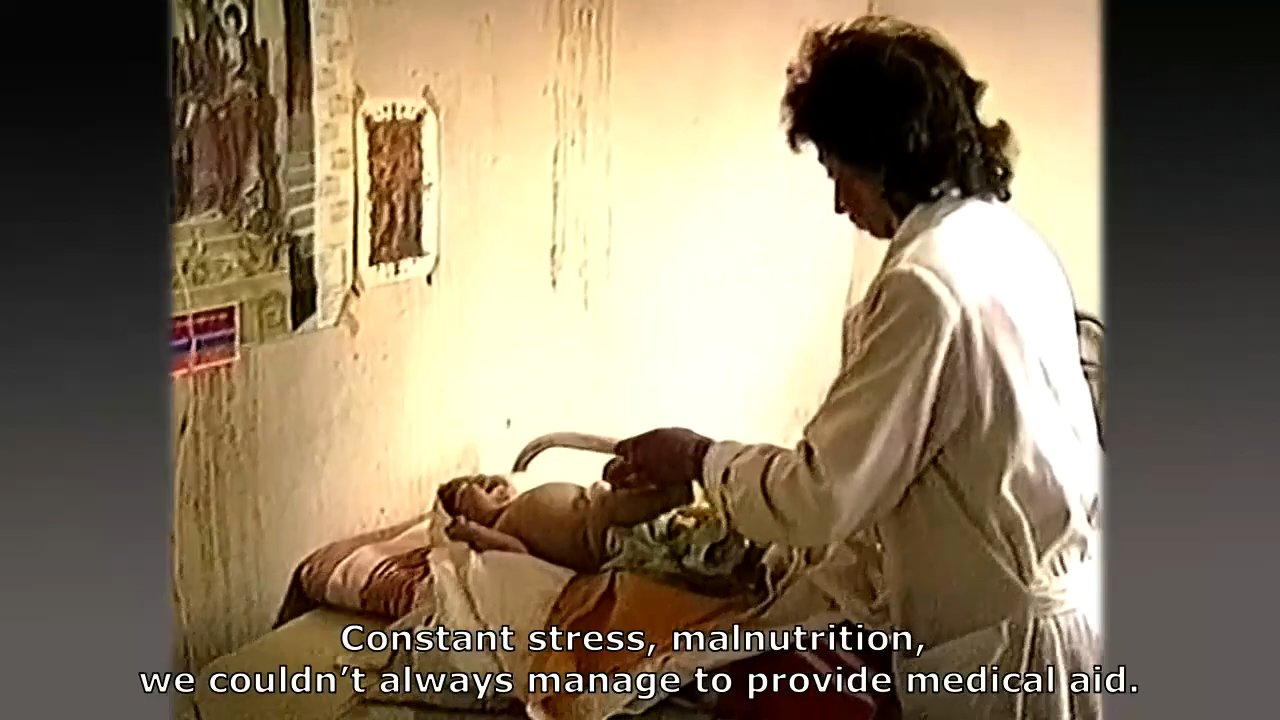 Constant stress, malnutrition,
we couldn’t always manage to provide medical aid.